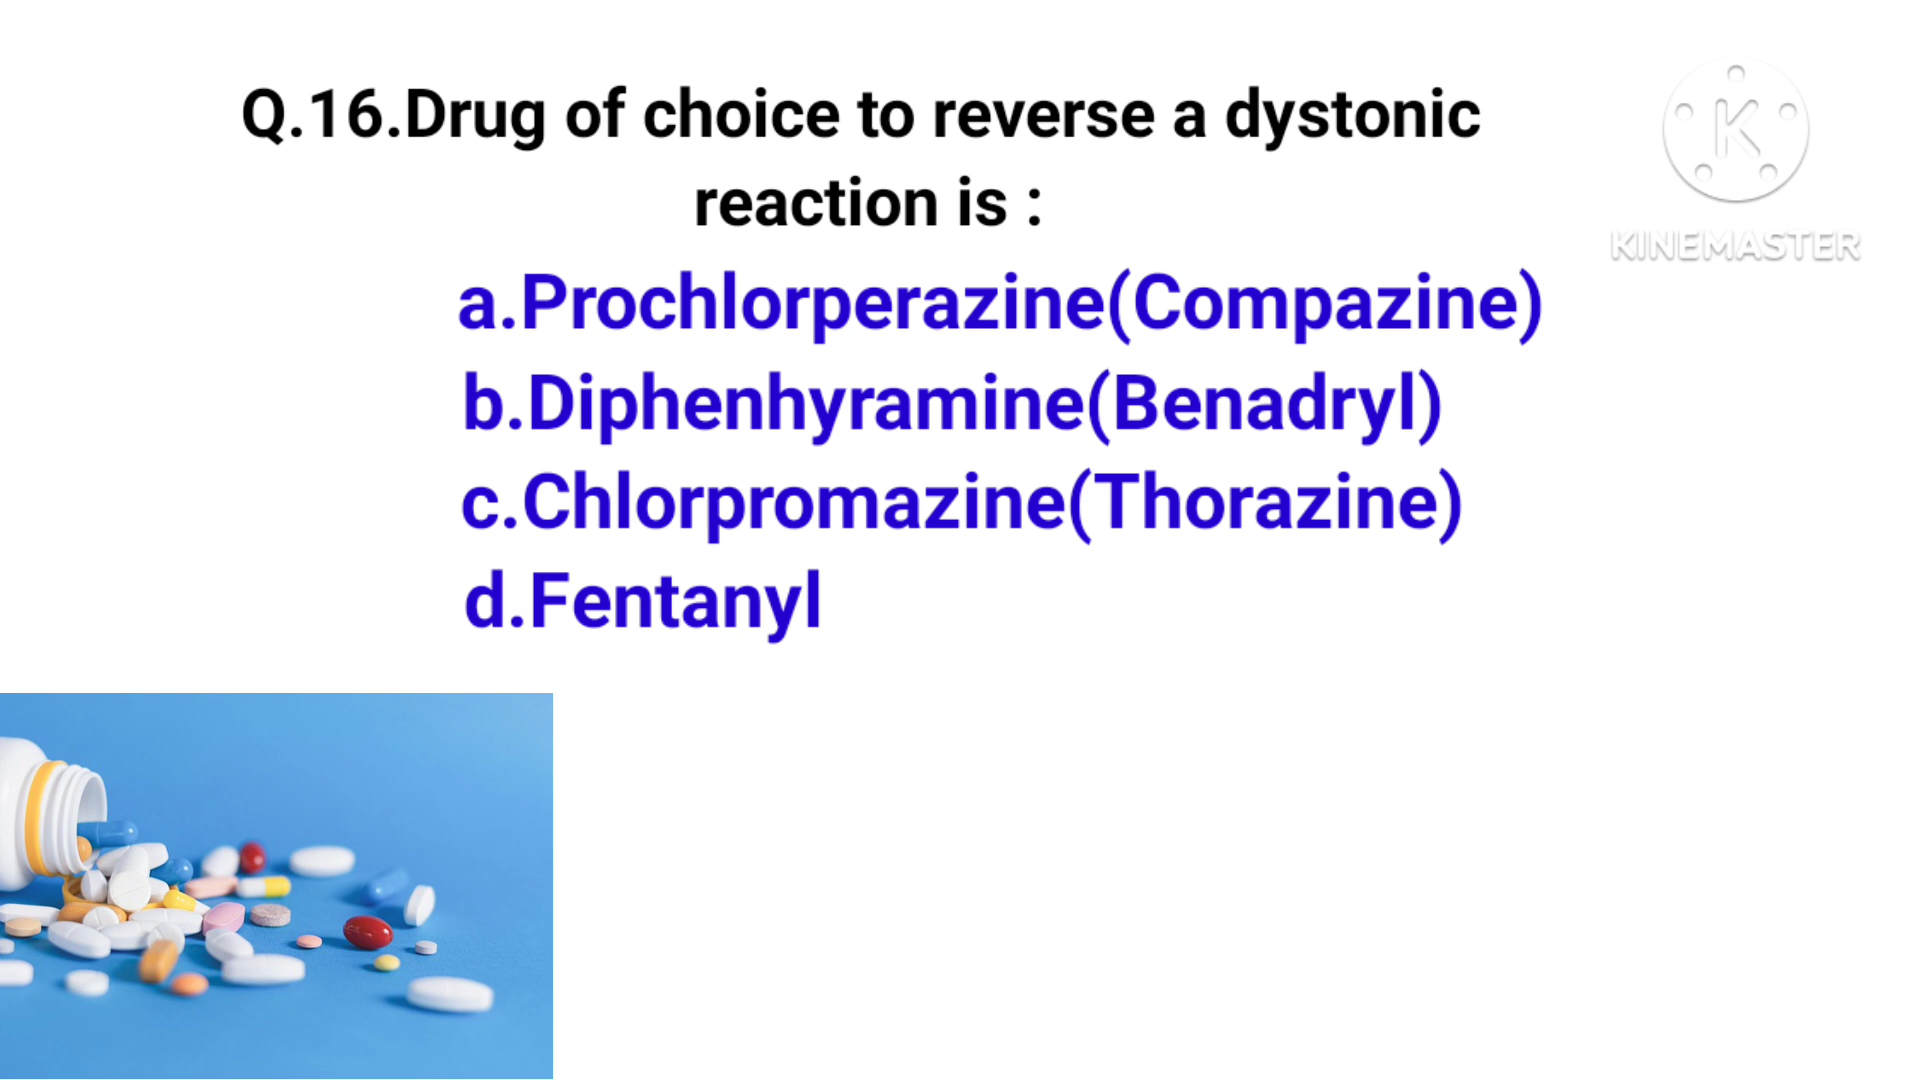 Q.16.Drug of choice to reverse a dystonic
reaction is :
a.Prochlorperazine(Compazine)
b.Diphenhyramine(Benadryl)
c.Chlorpromazine(Thorazine)
d.Fentanyl
K
KINEMASTER